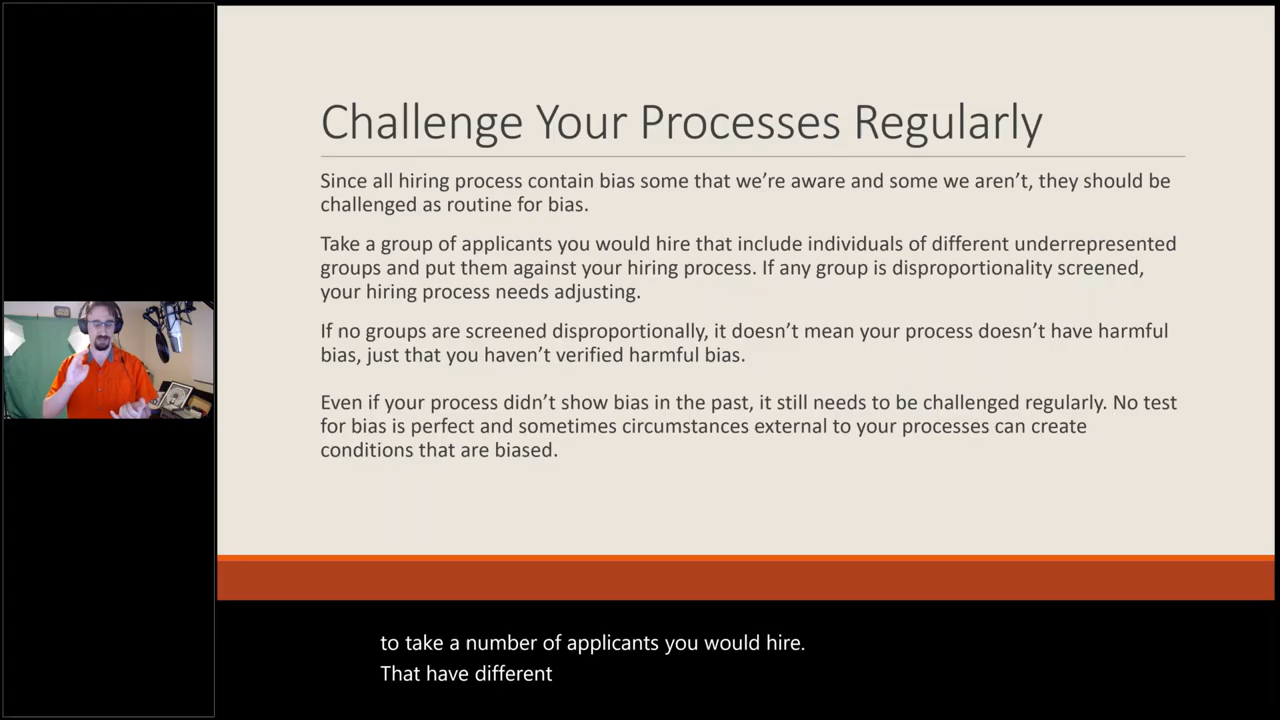 Challenge Your Processes Regularly
Since all hiring process contain bias some that we're aware and some we aren't, they should be
challenged as routine for bias.
Take a group of applicants you would hire that include individuals of different underrepresented
groups and put them against your hiring process. If any group is disproportionality screened,
your hiring process needs adjusting.
If no groups are screened disproportionally, it doesn't mean your process doesn't have harmful
bias, just that you haven't verified harmful bias.
Even if your process didn't show bias in the past, it still needs to be challenged regularly. No test
for bias is perfect and sometimes circumstances external to your processes can create
conditions that are biased.
to take a number of applicants you would hire.
That have different